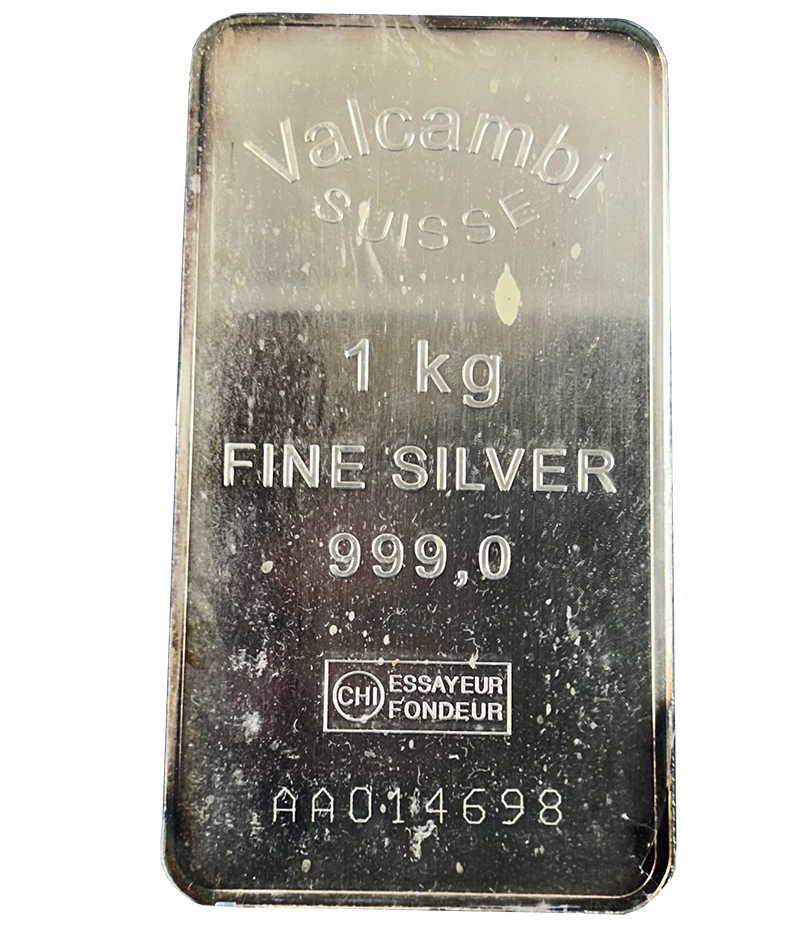 Valcambi
SUISSE
1 kg
FINE SILVER
999,0
CHI ESSAYEUR
FONDEUR
AA014698